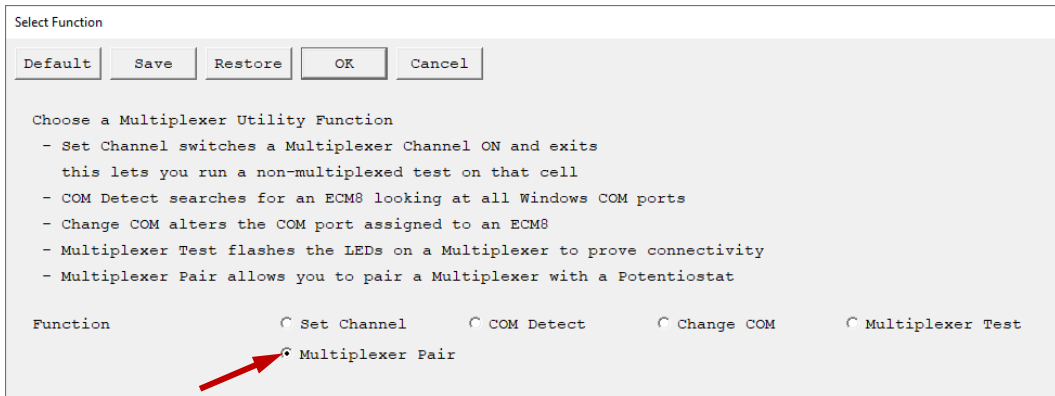 Select Function
Default Save Restore OK Cancel
Choose a Multiplexer Utility Function
- Set Channel switches a Multiplexer Channel ON and exits
this lets you run a non-multiplexed test on that cell
- COM Detect searches for an ECM8 looking at all Windows COM ports
- Change COM alters the COM port assigned to an ECM8
- Multiplexer Test flashes the LEDs on a Multiplexer to prove connectivity
- Multiplexer Pair allows you to pair a Multiplexer with a Potentiostat
Function Set Channel COM Detect Change COM Multiplexer Test
Multiplexer Pair